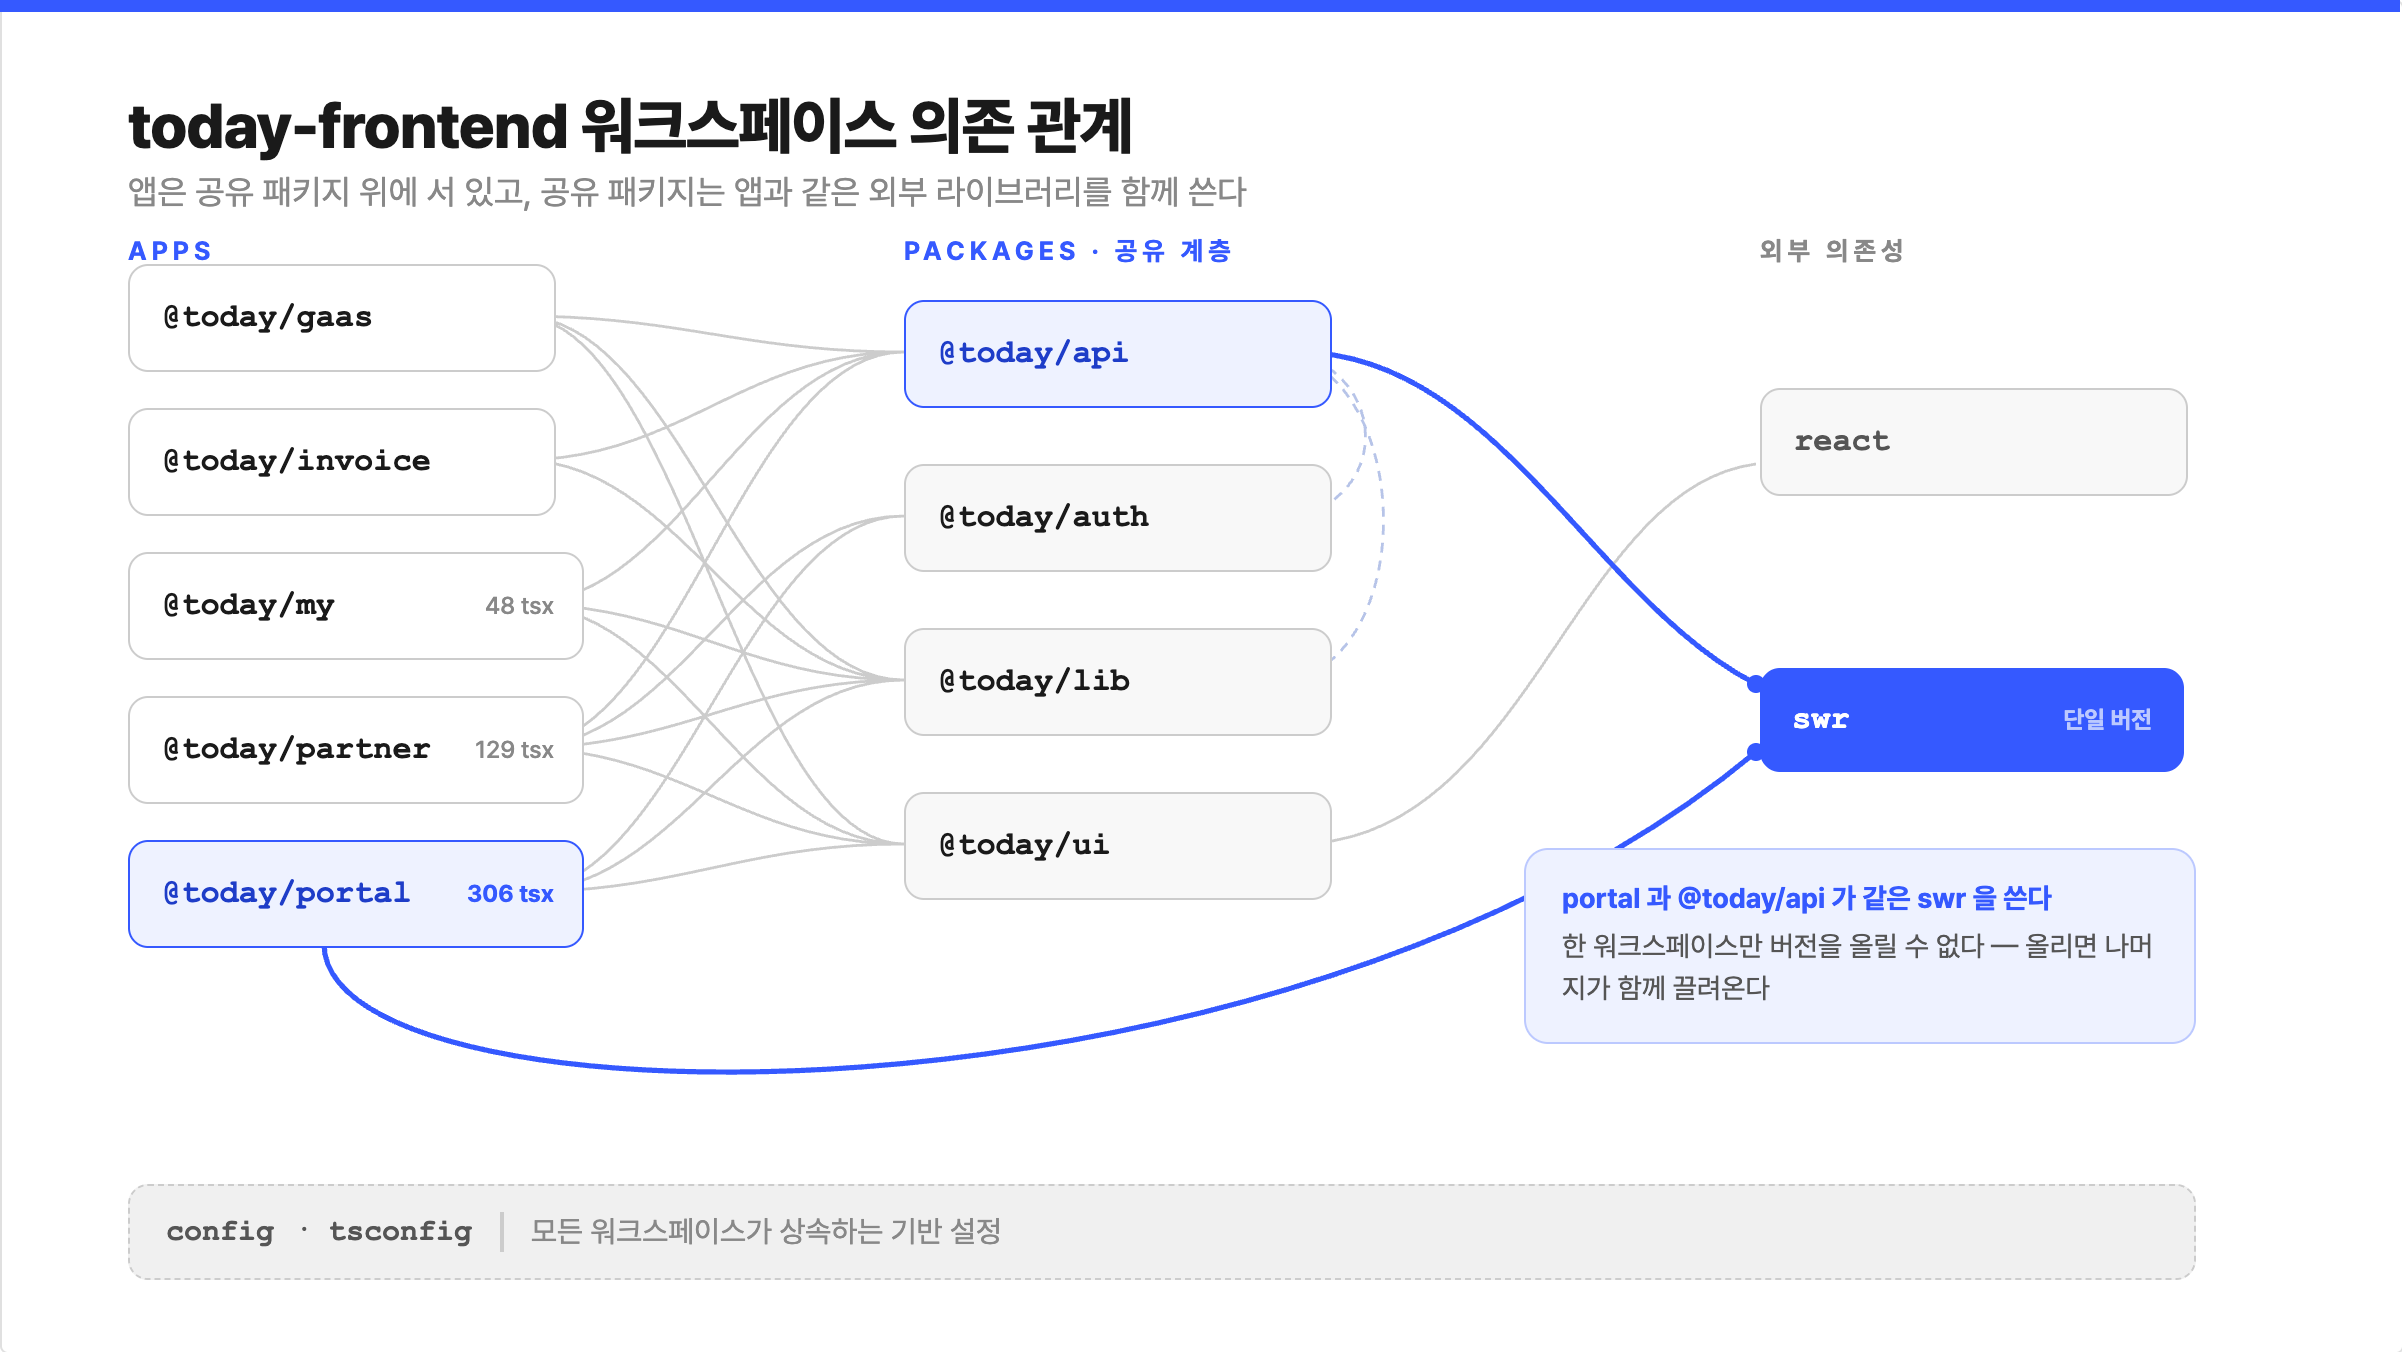 today-frontend 워크스페이스 의존 관계
앱은 공유 패키지 위에 서 있고, 공유 패키지는 앱과 같은 외부 라이브러리를 함께 쓴다
APPS
@today/gaas
@today/invoice
@today/my 48 tsx
@today/partner 129 tsx
@today/portal 306 tsx
PACKAGES · 공유 계층
@today/api
@today/auth
@today/lib
@today/ui
외부 의존성
react
swr 단일 버전
portal 과 @today/api 가 같은 swr 을 쓴다
한 워크스페이스만 버전을 올릴 수 없다 — 올리면 나머
지가 함께 끌려온다
config · tsconfig 모든 워크스페이스가 상속하는 기반 설정